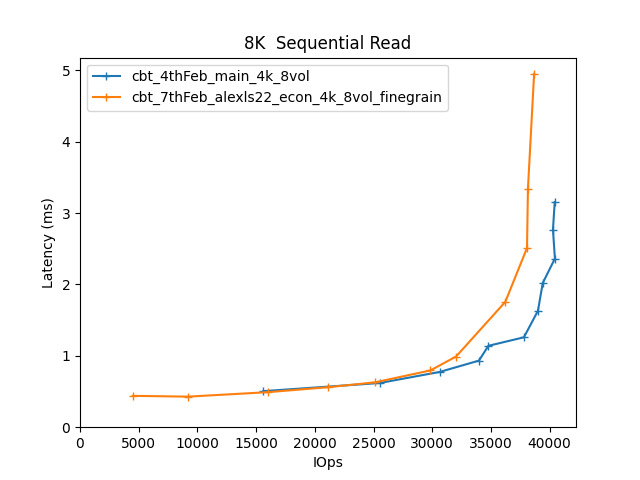 8K  Sequential Read
cbt_4thFeb_main_4k_8vol
cbt_7thFeb_alexls22_econ_4k_8vol_finegrain
5
4
3
2
1
0
Latency (ms)
0 5000 10000 15000 20000 25000 30000 35000 40000
IOps